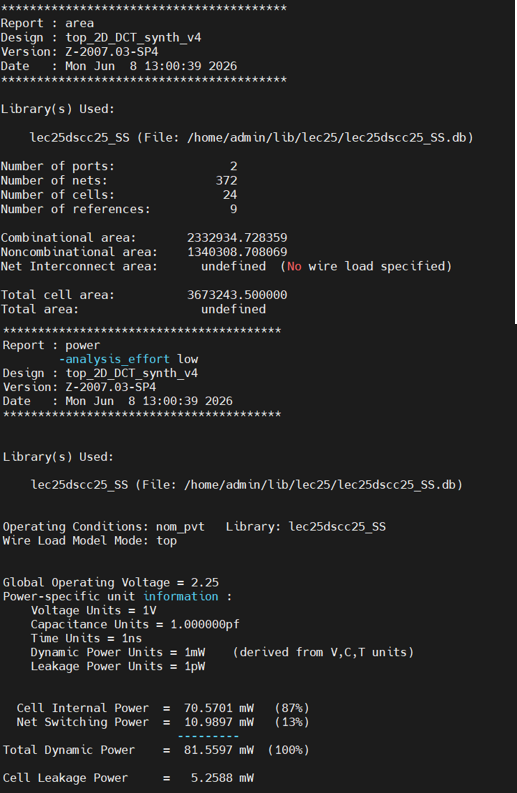 ****************************************
Report : area
Design : top_2D_DCT_synth_v4
Version: Z-2007.03-SP4
Date   : Mon Jun  8 13:00:39 2026
****************************************

Library(s) Used:

    lec25dscc25_SS (File: /home/admin/lib/lec25/lec25dscc25_SS.db)

Number of ports:                2
Number of nets:               372
Number of cells:               24
Number of references:           9

Combinational area:       2332934.728359
Noncombinational area:    1340308.708069
Net Interconnect area:      undefined  (No wire load specified)

Total cell area:          3673243.500000
Total area:                 undefined
****************************************
Report : power
        -analysis_effort low
Design : top_2D_DCT_synth_v4
Version: Z-2007.03-SP4
Date   : Mon Jun  8 13:00:39 2026
****************************************


Library(s) Used:

    lec25dscc25_SS (File: /home/admin/lib/lec25/lec25dscc25_SS.db)


Operating Conditions: nom_pvt   Library: lec25dscc25_SS
Wire Load Model Mode: top


Global Operating Voltage = 2.25
Power-specific unit information :
    Voltage Units = 1V
    Capacitance Units = 1.000000pf
    Time Units = 1ns
    Dynamic Power Units = 1mW    (derived from V,C,T units)
    Leakage Power Units = 1pW


  Cell Internal Power  =  70.5701 mW   (87%)
  Net Switching Power  =  10.9897 mW   (13%)
                         ---------
Total Dynamic Power    =  81.5597 mW  (100%)

Cell Leakage Power     =   5.2588 mW